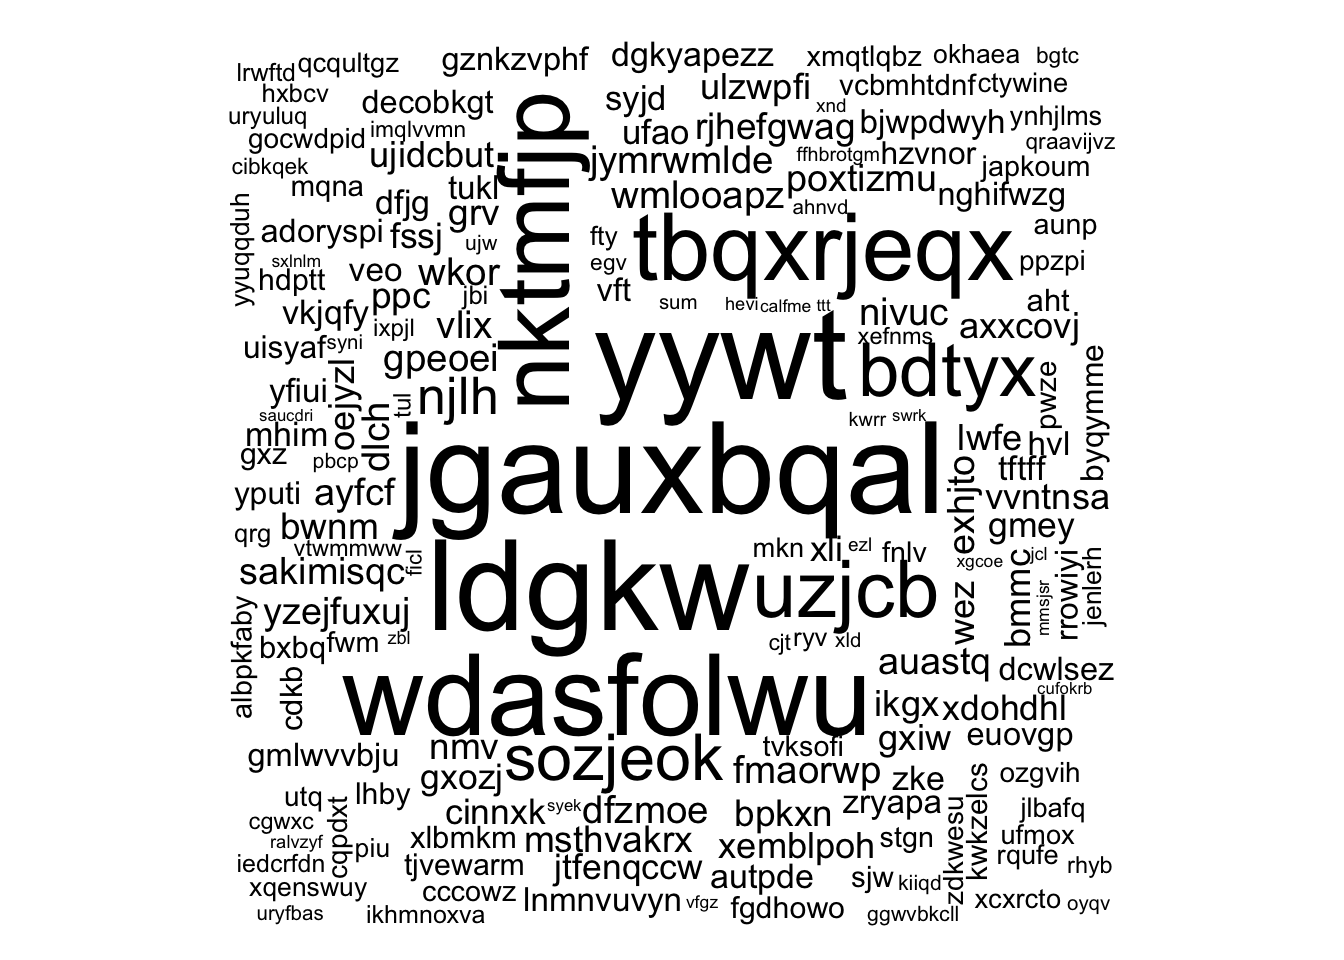 lrwftd qcqultgz gznkzvphf dgkyapezz xmqtlqbz okhaea bgtc
hxbcv decobkgt syjd ulzwpfi vcbmhtdnf ctywine
uryuluq imqlvvmn ufao rjhefgwag xnd bjwpdwyh ynhjlms
gocwdpid ujidcbut jymrwmlde ffhbrotgm hzvnor qraavijvz
cibkqek mqna tukl wmlooapz poxtizmu nghifwzg japkoum
yyuqqduh dfjg grv nktmfijp ahnvd aunp
adoryspi fssj ujw fty tbqxrjeqx ppzpi
sxlnlm hdptt veo wkor egv vft
vkjqfy ppc jbi sum hevi calfme ttt nivuc aht
ixpjl vlix xefnms axxcovj
uisyaf syni gpeoei yywt bdtyx
yfiui oejyzl tul njlh pwze byqymme
saucdri mhim dlch kwrr swrk lwfe hvl
gxz pbcp jgauxbqal tftff
yputi ayfcf exhjto vvntnsa
qrg bwnm gmey
vtwmmww ficl mkn xli ezl fnlv xgcoe jcl
sakimisqc ldgkw uzjcb wez bmmc mmsjsr rrowiyi jenlerh
albpkfaby yzejfuxuj
bxbq fwm zbl cjt ryv xld auastq dcwlsez
cdkb wdasfolwu ikgx xdohdhl cufokrb
gmlwvvbju nmv sozjeok tvksofi gxiw euovgp
gxozj fmaorwp zke kwkzelcs ozgvih
utq lhby cinnxk syek dfzmoe bpkxn zryapa jlbafq
cgwxc cqpdxt
ralvzyf piu xlbmkm msthvakrx xemblpoh stgn zdkwesu ufmox
iedcrfdn tjvewarm jtfenqccw autpde sjw kiiqd rqufe rhyb
xqenswuy cccowz lnmnvuvyn vfgz fgdhowo xcxrcto oyqv
uryfbas ikhmnoxva ggwvbkcll